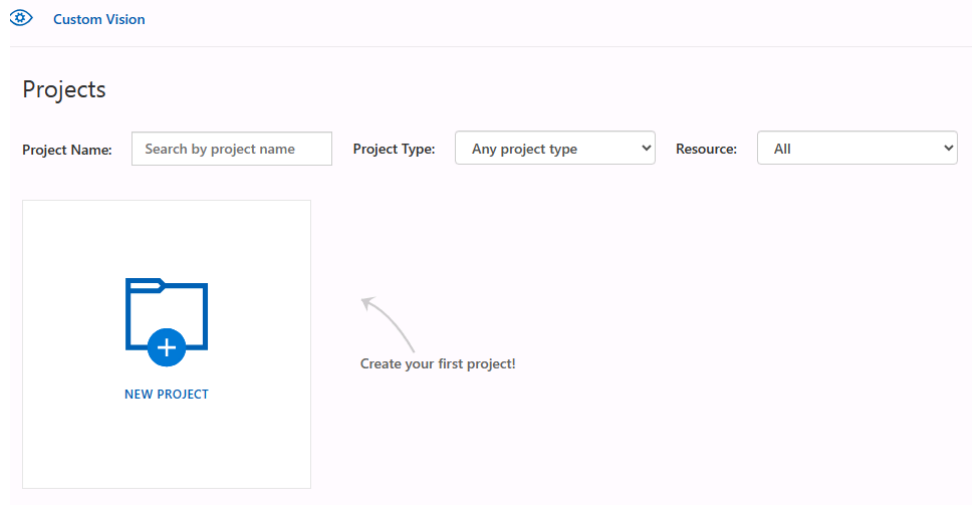 Custom Vision
Projects
Project Name: Search by project name Project Type: Any project type Resource: All
Create your first project!
NEW PROJECT